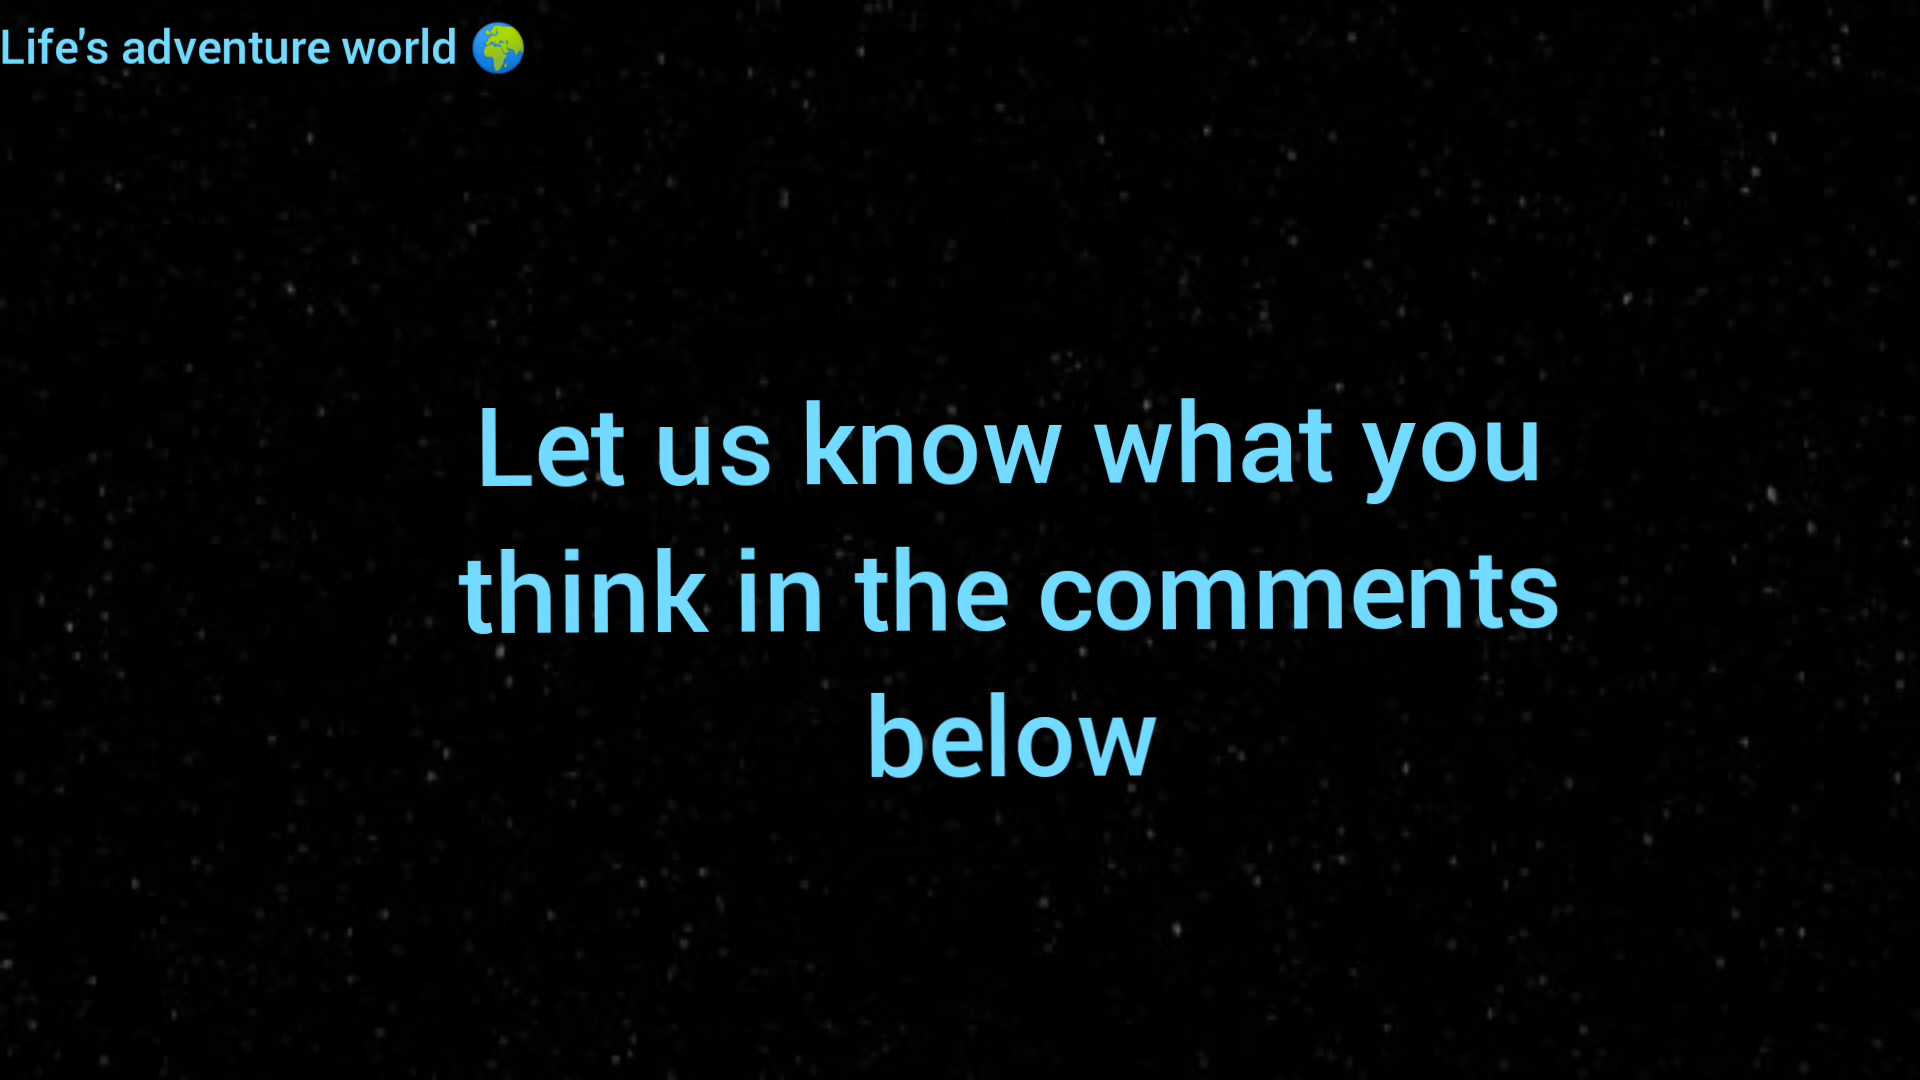 Life's adventure world 🌍
Let us know what you
think in the comments
below